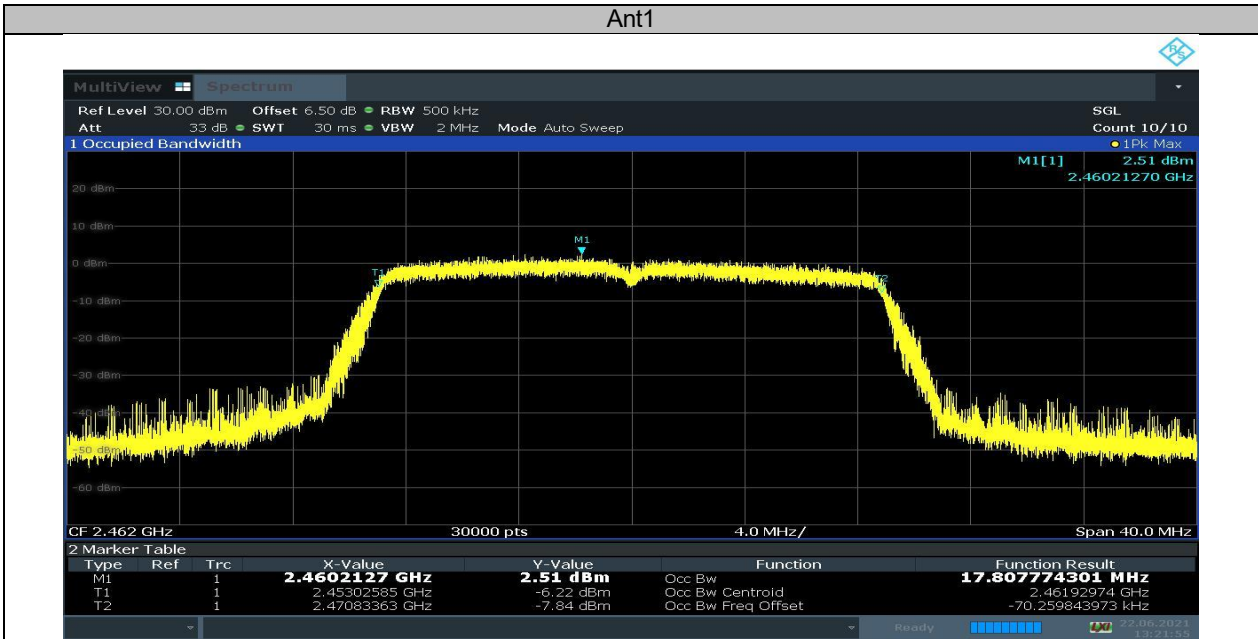 Ant1
R&S
MultiView Spectrum
Ref Level 30.00 dBm Offset 6.50 dB RBW 500 kHz SGL
Att 33 dB SWT 30 ms VBW 2 MHz Mode Auto Sweep Count 10/10
1 Occupied Bandwidth 1Pk Max
M1[1] 2.51 dBm
2.46021270 GHz
20 dBm
10 dBm
M1
0 dBm
T1
T2
-10 dBm
-20 dBm
-30 dBm
-40 dBm
-50 dBm
-60 dBm
CF 2.462 GHz 30000 pts 4.0 MHz/ Span 40.0 MHz
2 Marker Table
Type Ref Trc X-Value Y-Value Function Function Result
M1 1 2.4602127 GHz 2.51 dBm Occ Bw 17.807774301 MHz
T1 1 2.45302585 GHz -6.22 dBm Occ Bw Centroid 2.46192974 GHz
T2 1 2.47083363 GHz -7.84 dBm Occ Bw Freq Offset -70.259843973 kHz
Ready LXI 22.06.2021
13:21:55